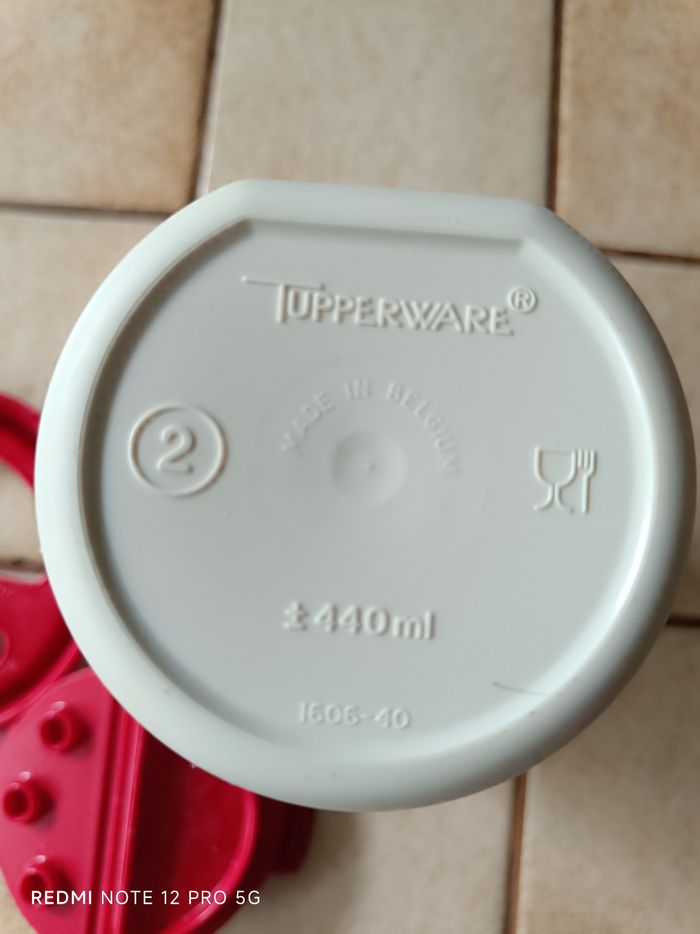 TUPPERWARE®
MADE IN BELGIUM
2
±440ml
1606-40
REDMI NOTE 12 PRO 5G